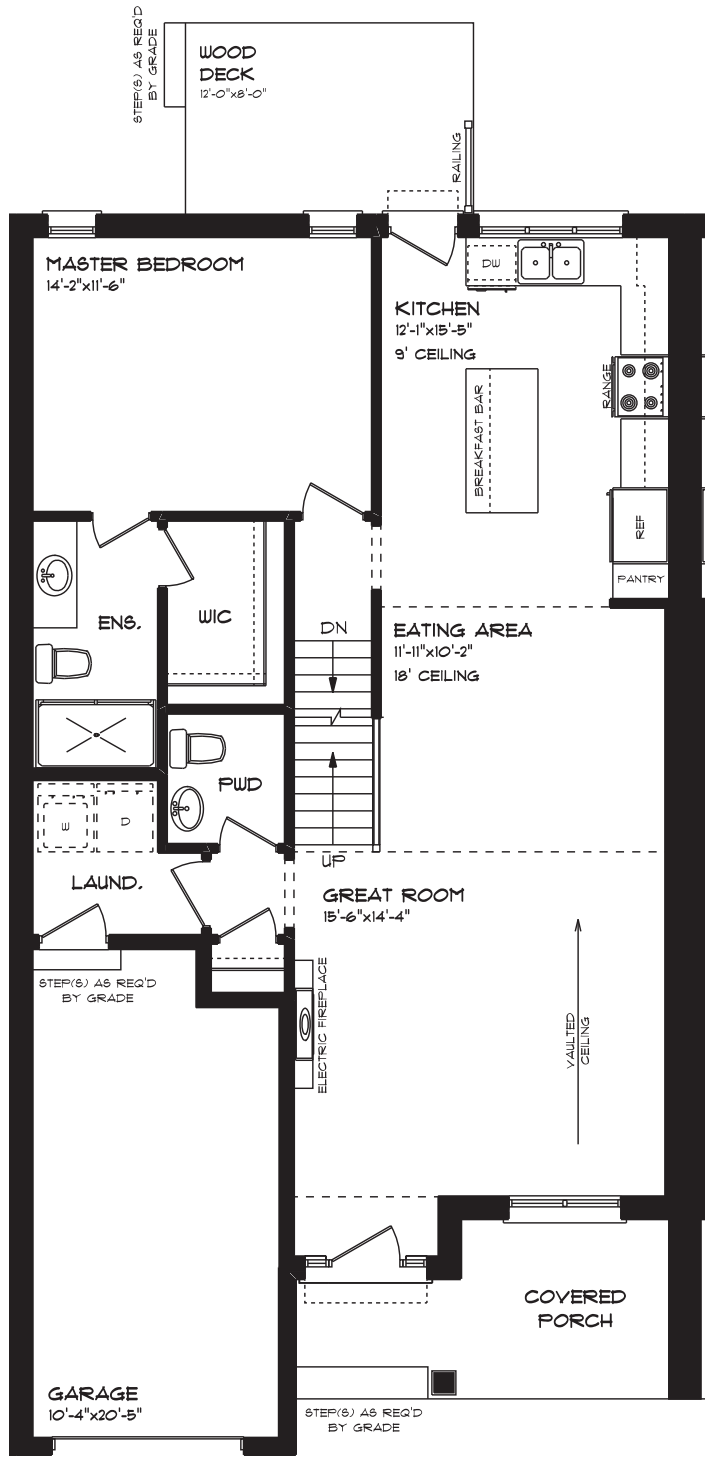 STEP(S) AS REQ'D
BY GRADE
WOOD
DECK
12'-0"x8'-0"
RAILING
MASTER BEDROOM
14'-2"x11'-6"
DW
KITCHEN
12'-1"x15'-5"
9' CEILING
RANGE
BREAKFAST BAR
REF
PANTRY
ENS.
WIC
DN
EATING AREA
11'-11"x10'-2"
18' CEILING
PWD
W
D
UP
LAUND.
GREAT ROOM
15'-6"x14'-4"
STEP(S) AS REQ'D
BY GRADE
ELECTRIC FIREPLACE
VAULTED
CEILING
COVERED
PORCH
GARAGE
10'-4"x20'-5"
STEP(S) AS REQ'D
BY GRADE